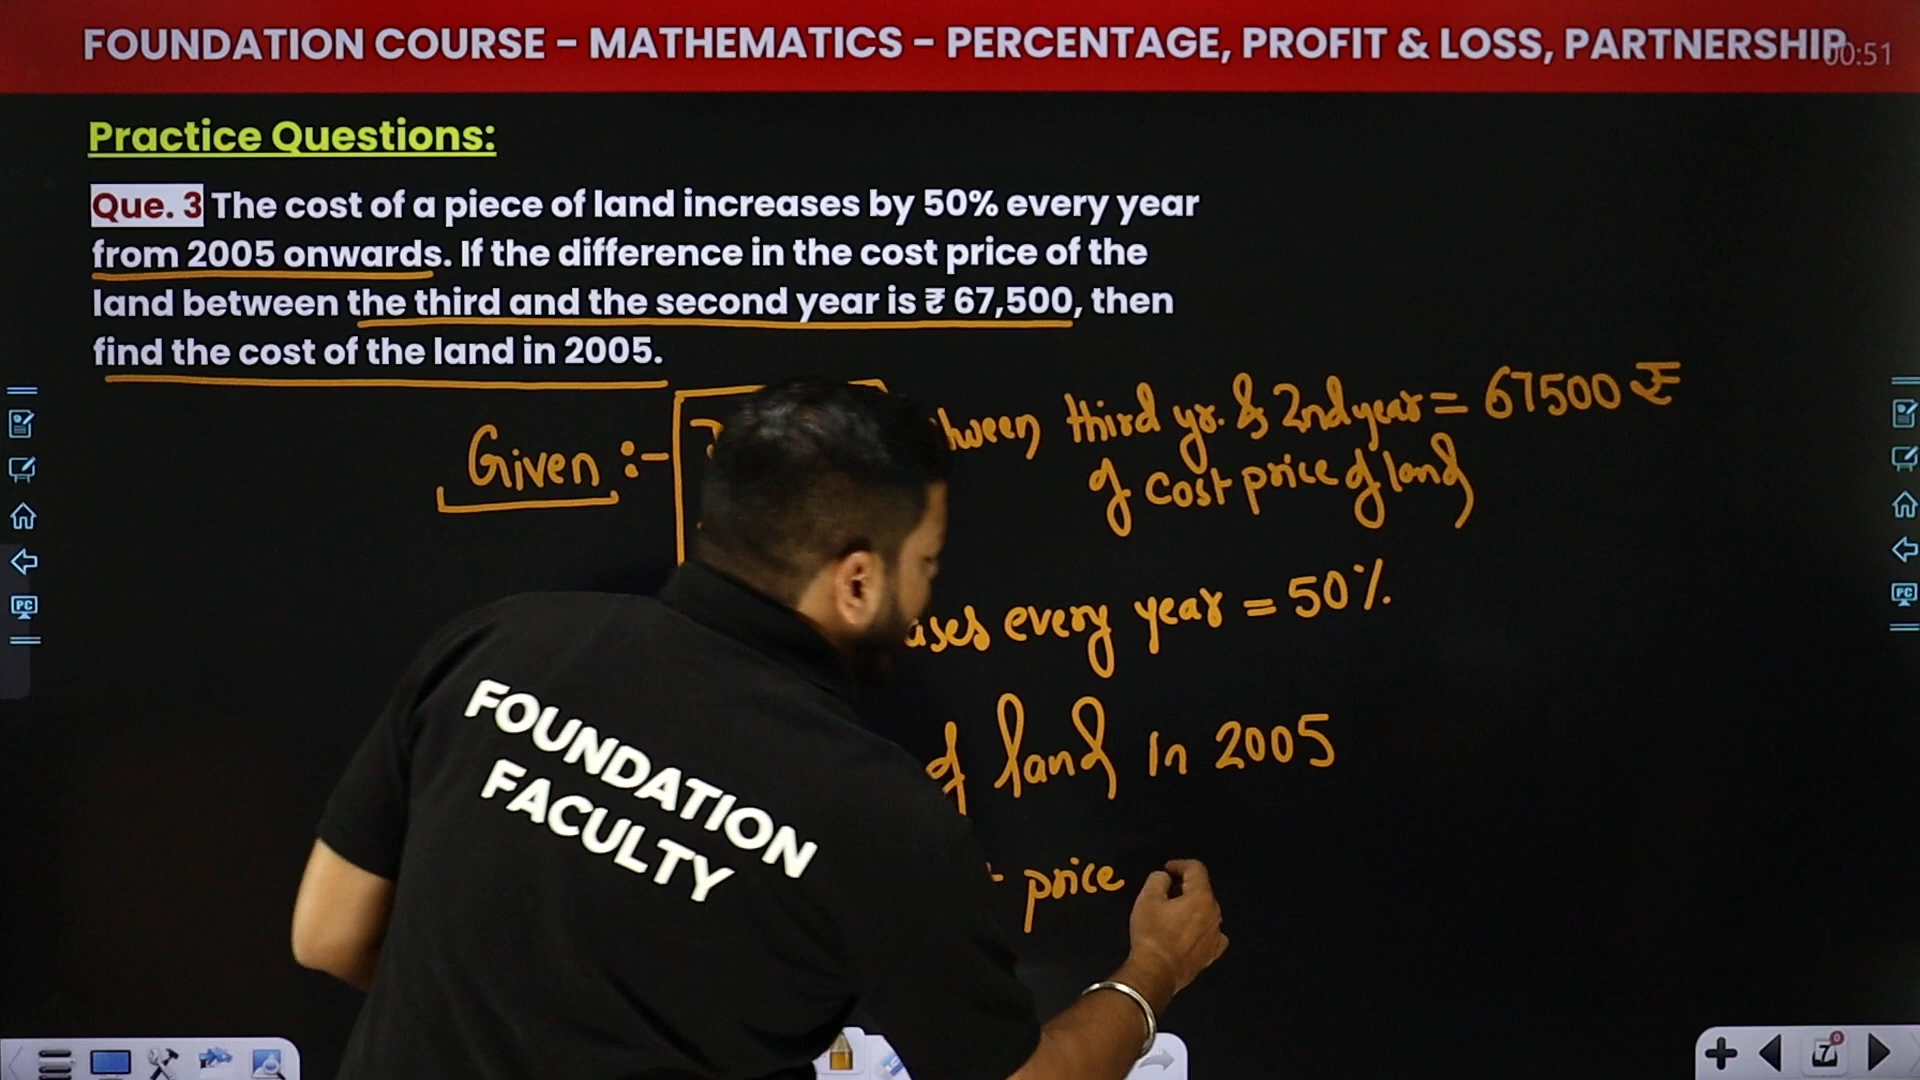 FOUNDATION COURSE - MATHEMATICS - PERCENTAGE, PROFIT & LOSS, PARTNERSHIP
00:51
Practice Questions:
Que. 3 The cost of a piece of land increases by 50% every year
from 2005 onwards. If the difference in the cost price of the
land between the third and the second year is ₹ 67,500, then
find the cost of the land in 2005.
Given :- third yr. & 2nd year = 67500 ₹
of cost price of land
every year = 50%
of land in 2005
price
FOUNDATION
FACULTY
PC
PC
7
0